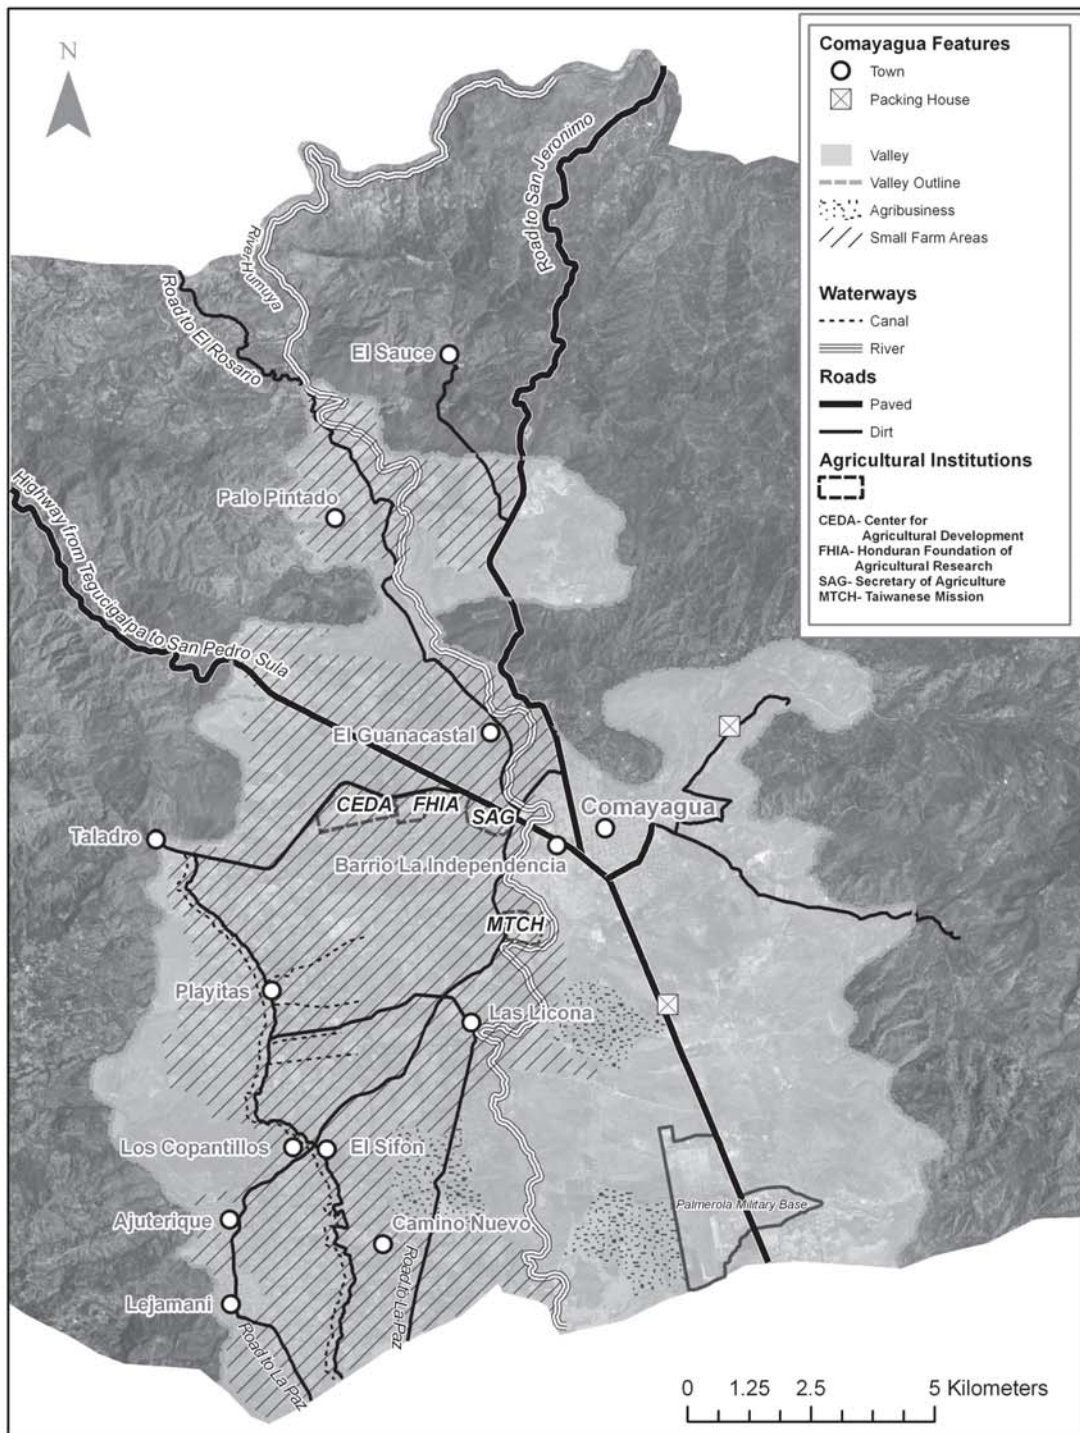 N
Comayagua Features
Town
Packing House
Valley
Valley Outline
Agribusiness
Small Farm Areas
Waterways
Canal
River
Roads
Paved
Dirt
Agricultural Institutions
CEDA- Center for
Agricultural Development
FHIA- Honduran Foundation of
Agricultural Research
SAG- Secretary of Agriculture
MTCH- Taiwanese Mission
Road to San Jeronimo
River Humuya
Road to El Rosario
El Sauce
Palo Pintado
Highway from Tegucigalpa to San Pedro Sula
El Guanacastal
CEDA
FHIA
SAG
Comayagua
Taladro
Barrio La Independencia
MTCH
Playitas
Las Licona
Los Copantillos
El Sifon
Palmerola Military Base
Ajuterique
Camino Nuevo
Road to La Paz
Lejamani
Road to La Paz
0 1.25 2.5 5 Kilometers